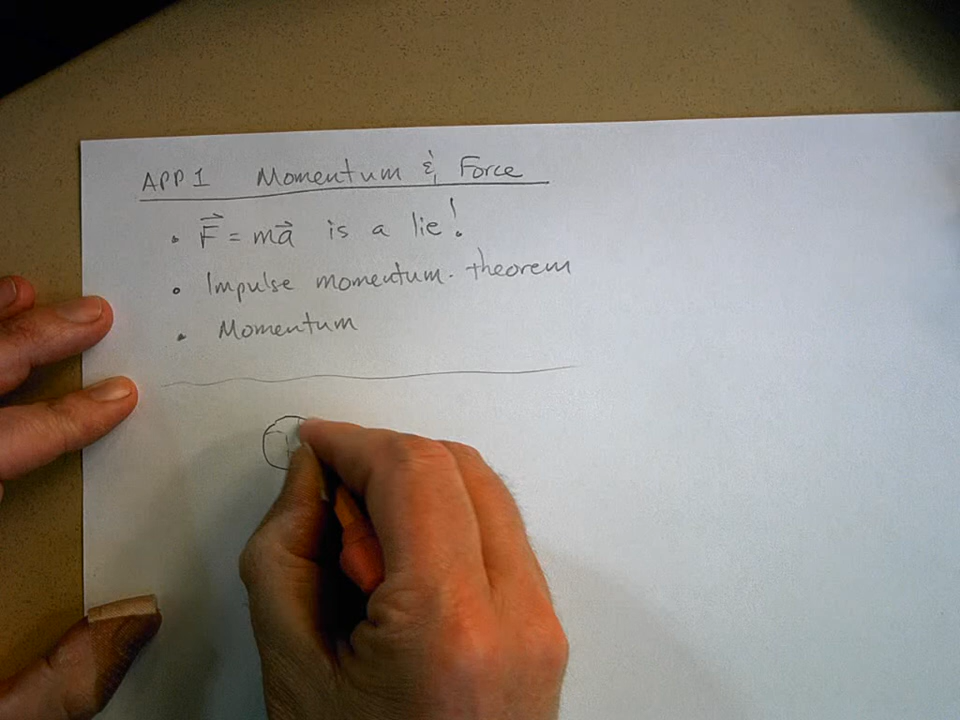 APP 1 Momentum & Force
• F⃗ = ma⃗ is a lie!
• Impulse momentum - theorem
• Momentum